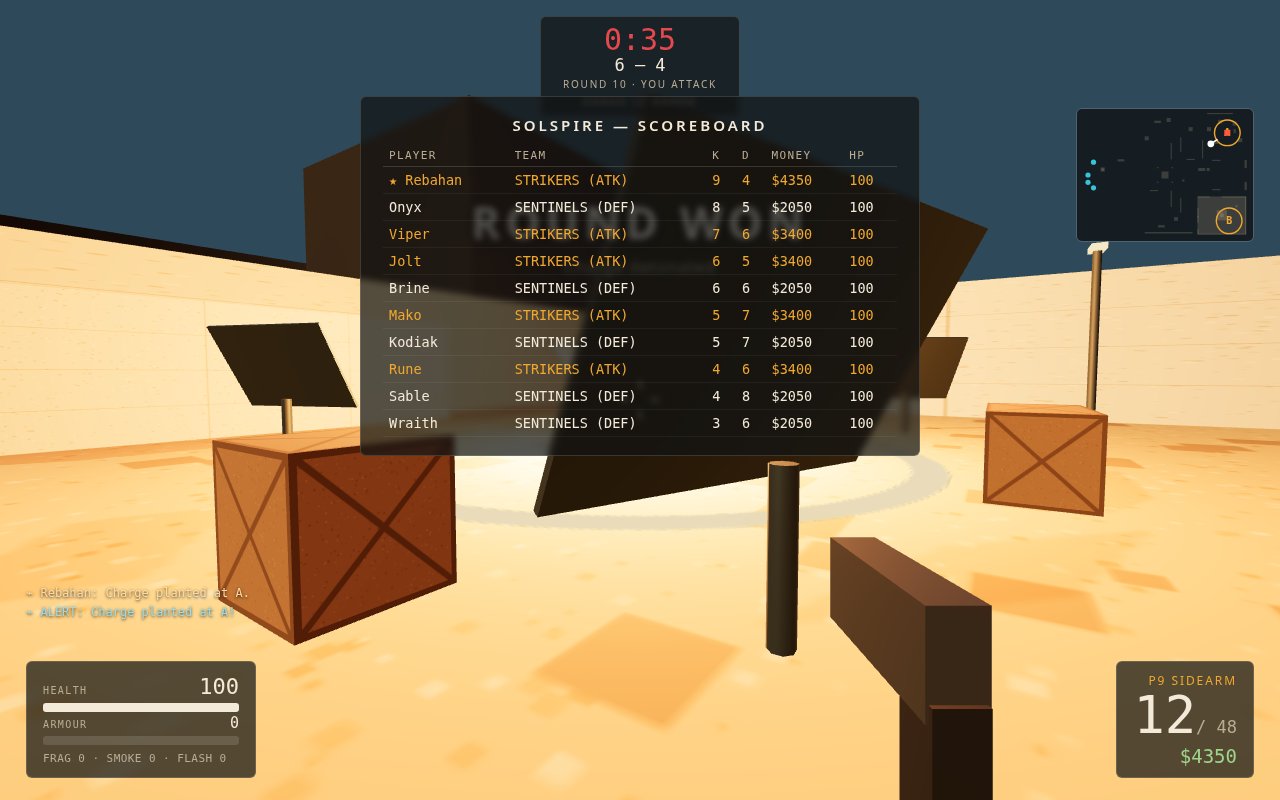 0:35
6 — 4
ROUND 10 · YOU ATTACK
SOLSPIRE — SCOREBOARD
PLAYER TEAM K D MONEY HP
★ Rebahan STRIKERS (ATK) 9 4 $4350 100
Onyx SENTINELS (DEF) 8 5 $2050 100
ROUND WON
Viper STRIKERS (ATK) 7 6 $3400 100
Jolt STRIKERS (ATK) 6 5 $3400 100
Brine SENTINELS (DEF) 6 6 $2050 100
Mako STRIKERS (ATK) 5 7 $3400 100
Kodiak SENTINELS (DEF) 5 7 $2050 100
Rune STRIKERS (ATK) 4 6 $3400 100
Sable SENTINELS (DEF) 4 8 $2050 100
Wraith SENTINELS (DEF) 3 6 $2050 100
B
Rebahan: Charge planted at A.
ALERT: Charge planted at A!
HEALTH 100
ARMOUR 0
FRAG 0 · SMOKE 0 · FLASH 0
P9 SIDEARM
12 / 48
$4350